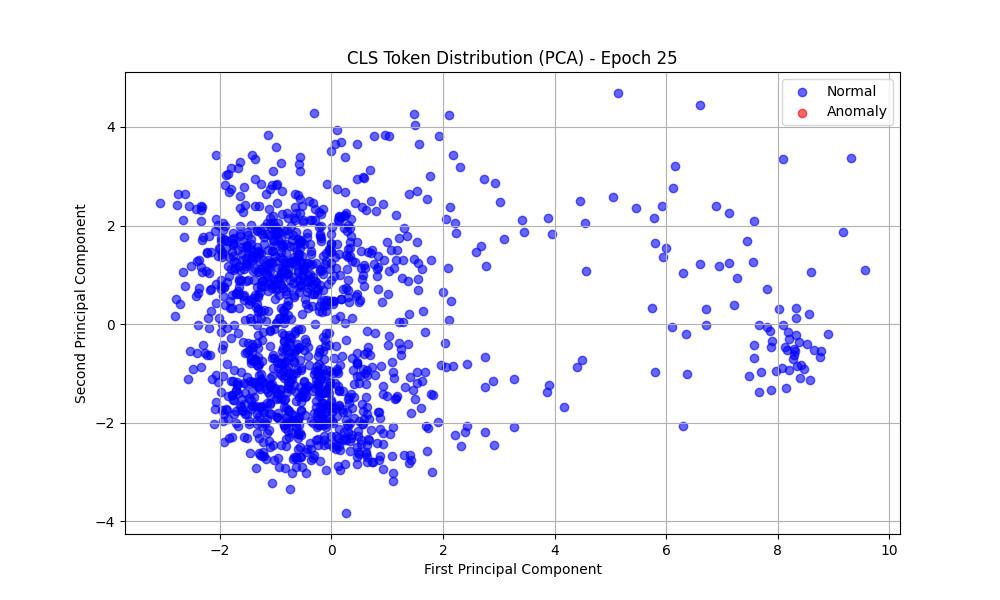 CLS Token Distribution (PCA) - Epoch 25
Normal
Anomaly
Second Principal Component
4
2
0
−2
−4
−2 0 2 4 6 8 10
First Principal Component